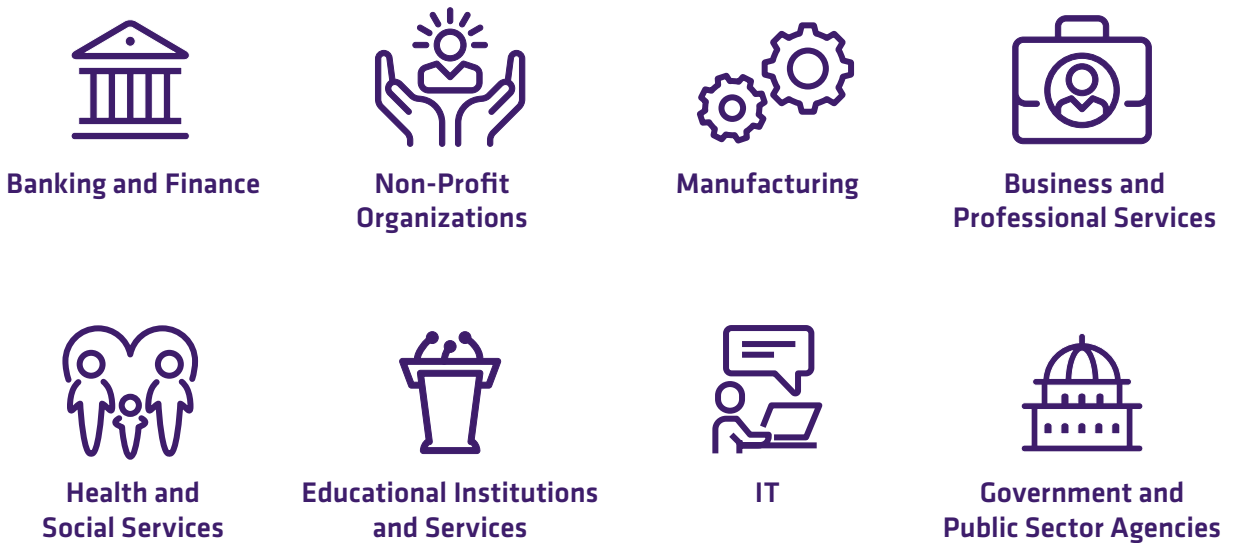 Banking and Finance
Non-Profit
Organizations
Manufacturing
Business and
Professional Services
Health and
Social Services
Educational Institutions
and Services
IT
Government and
Public Sector Agencies